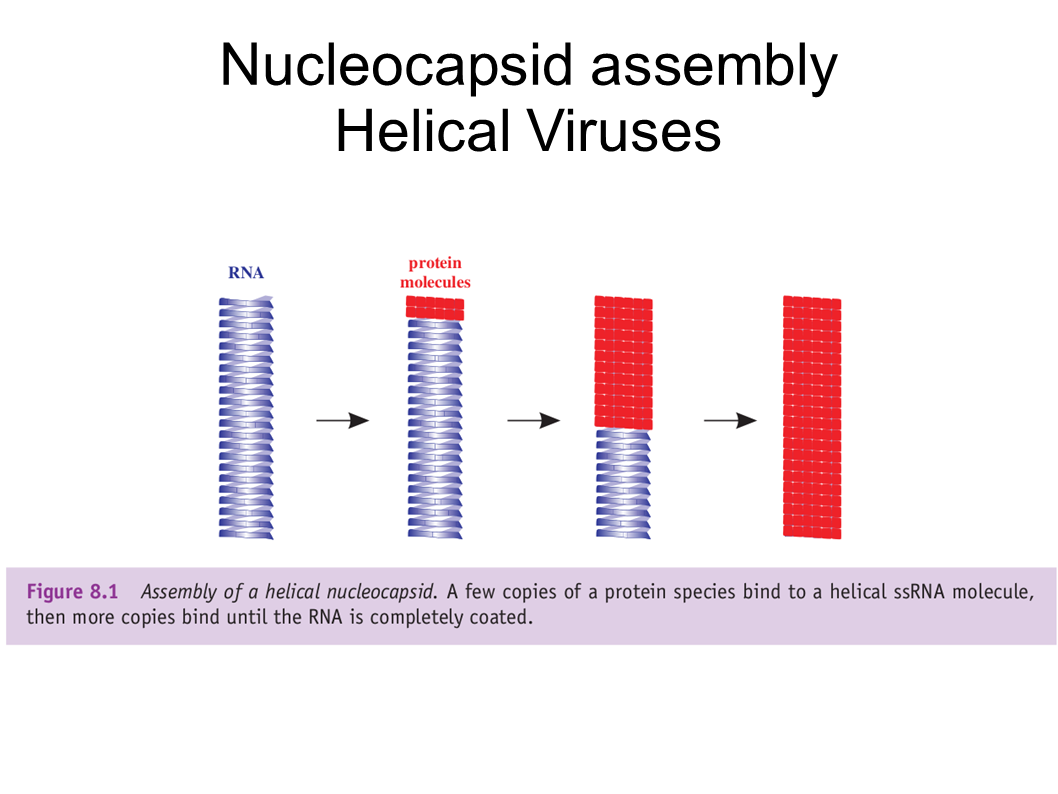 Nucleocapsid assembly
Helical Viruses
RNA
protein
molecules
Figure 8.1 Assembly of a helical nucleocapsid. A few copies of a protein species bind to a helical ssRNA molecule,
then more copies bind until the RNA is completely coated.